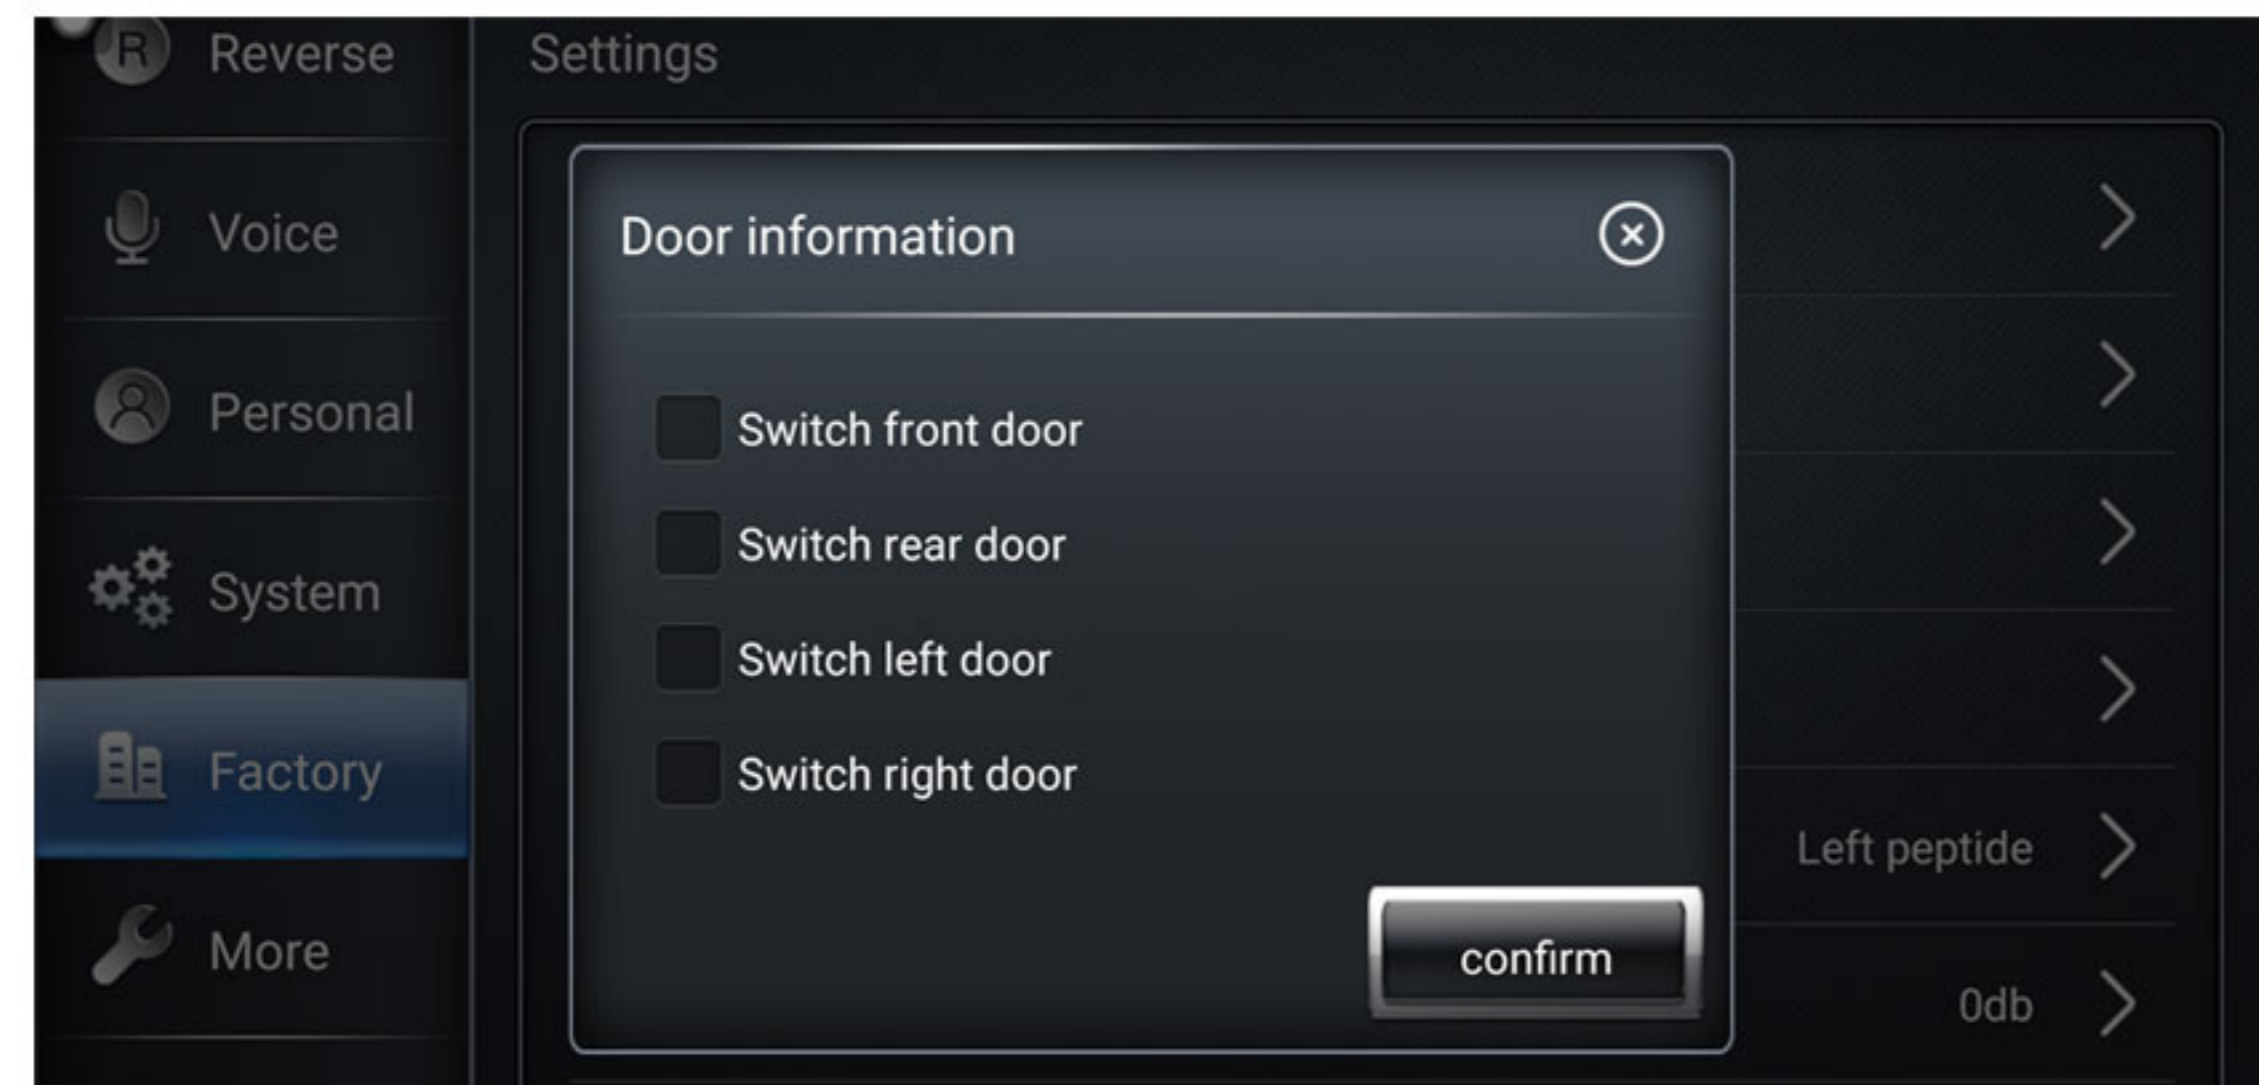 Reverse
Settings
Voice
Personal
System
Factory
More
Door information
Switch front door
Switch rear door
Switch left door
Switch right door
confirm
Left peptide
0db